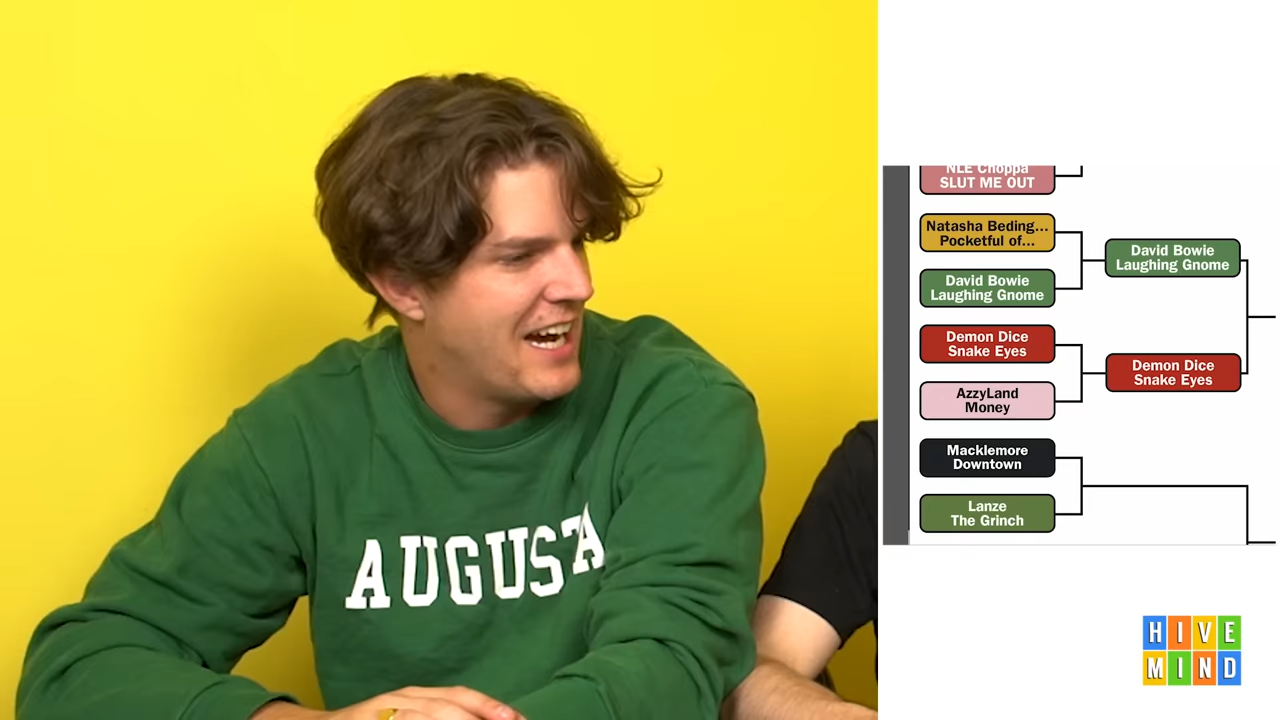 AUGUSTA
NLE Choppa
SLUT ME OUT
Natasha Beding...
Pocketful of...
David Bowie
Laughing Gnome
David Bowie
Laughing Gnome
Demon Dice
Snake Eyes
Demon Dice
Snake Eyes
AzzyLand
Money
Macklemore
Downtown
Lanze
The Grinch
HIVE
MIND